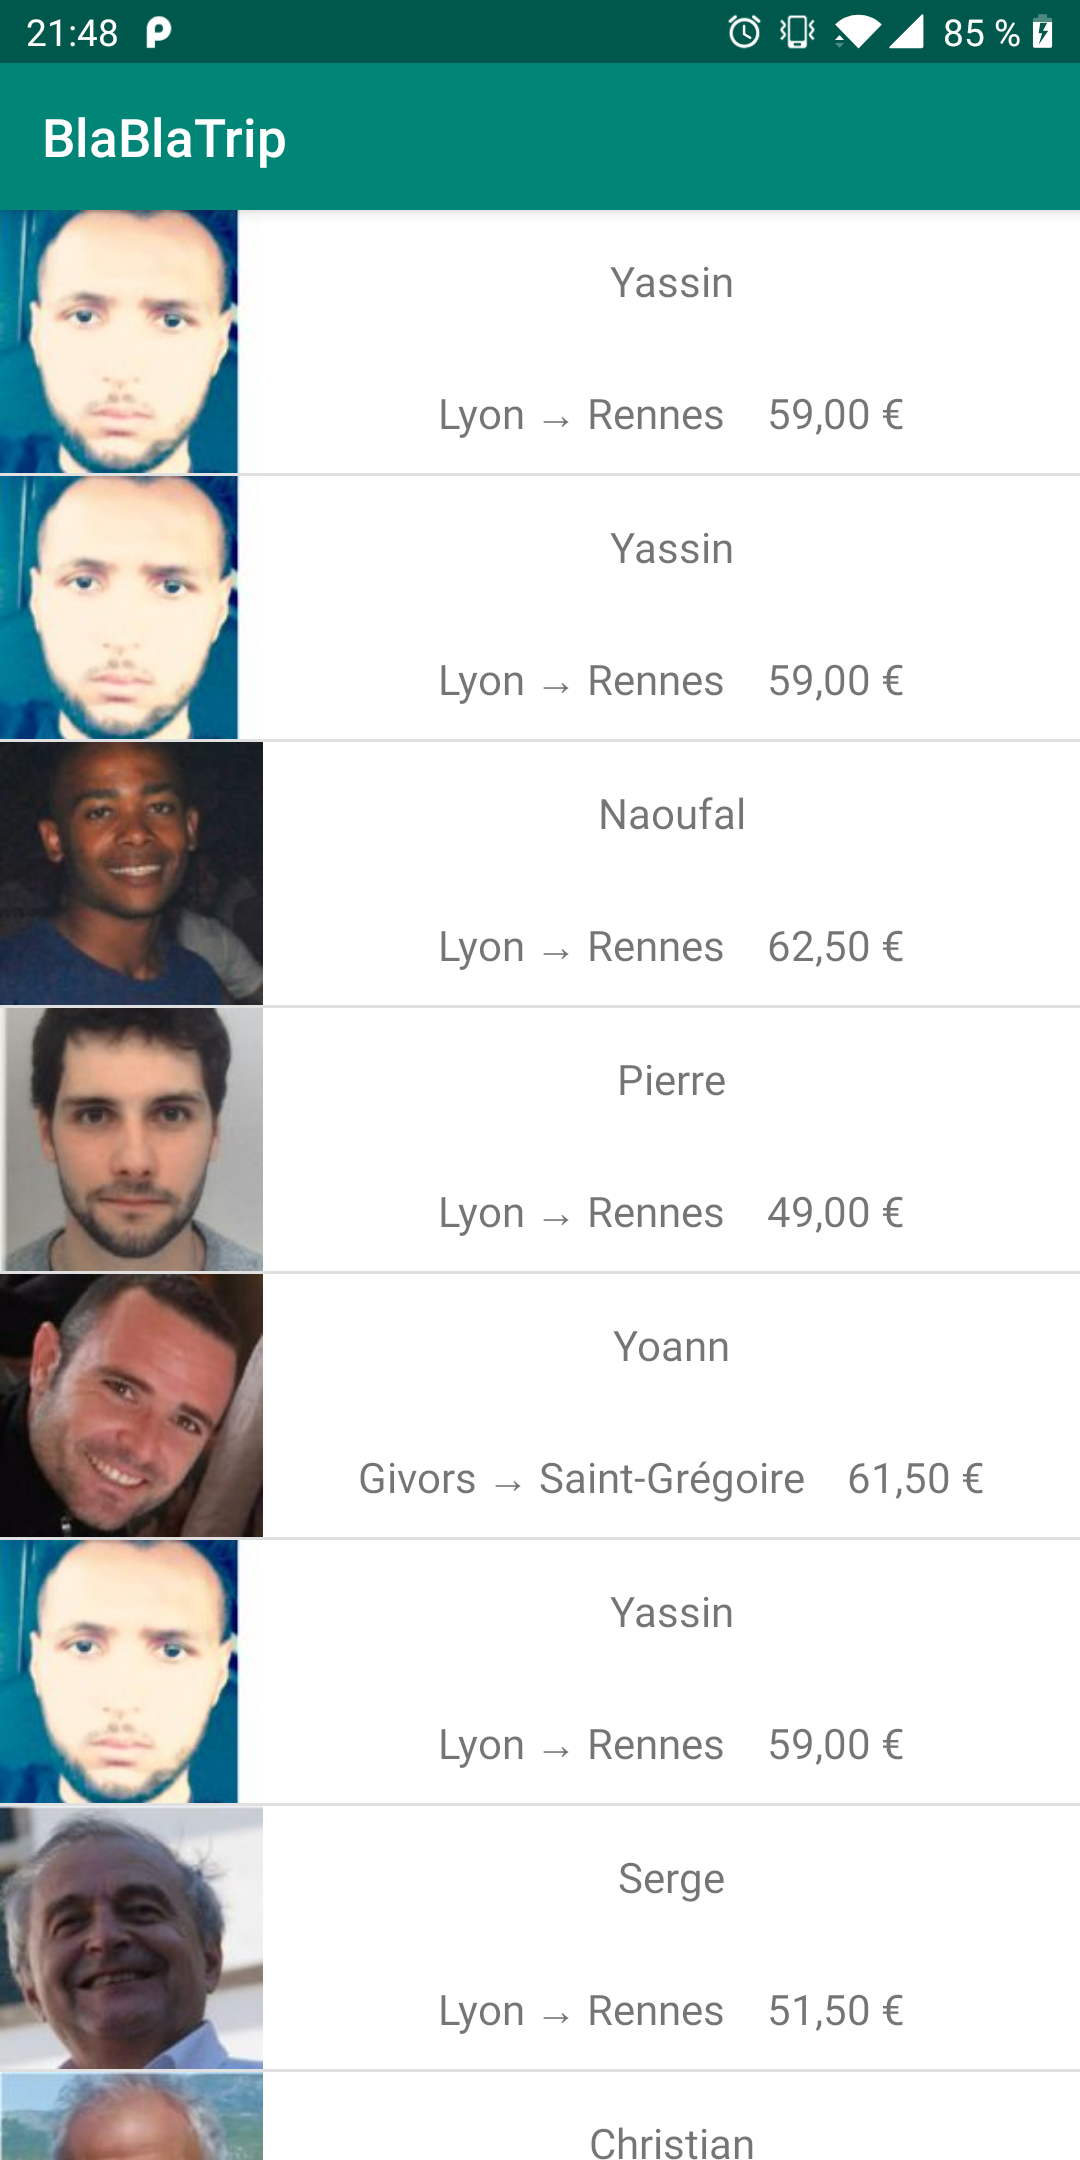 21:48 85 %
BlaBlaTrip
Yassin
Lyon → Rennes 59,00 €
Yassin
Lyon → Rennes 59,00 €
Naoufal
Lyon → Rennes 62,50 €
Pierre
Lyon → Rennes 49,00 €
Yoann
Givors → Saint-Grégoire 61,50 €
Yassin
Lyon → Rennes 59,00 €
Serge
Lyon → Rennes 51,50 €
Christian